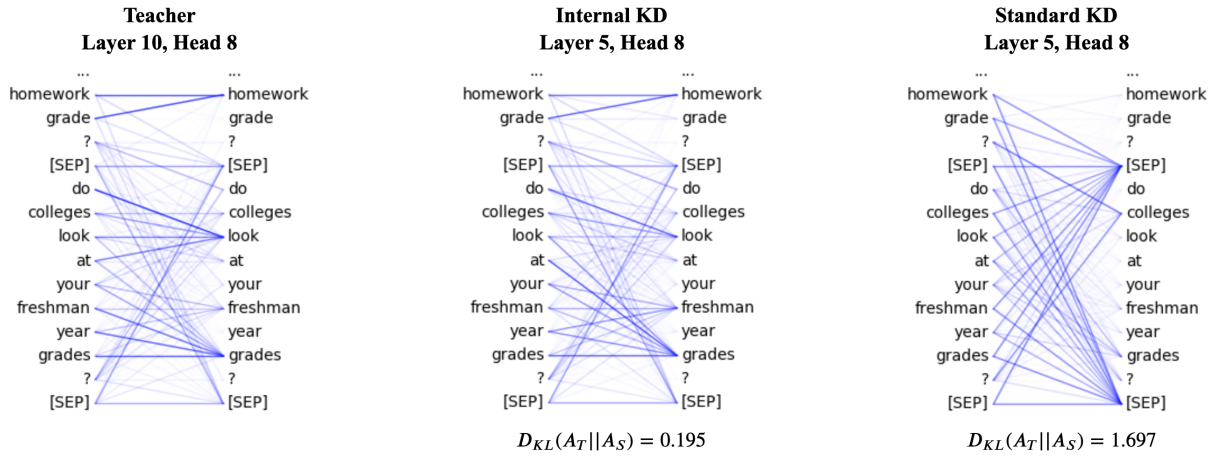 Teacher
Layer 10, Head 8
...
...
homework
homework
grade
grade
?
?
[SEP]
[SEP]
do
do
colleges
colleges
look
look
at
at
your
your
freshman
freshman
year
year
grades
grades
?
?
[SEP]
[SEP]
Internal KD
Layer 5, Head 8
...
...
homework
homework
grade
grade
?
?
[SEP]
[SEP]
do
do
colleges
colleges
look
look
at
at
your
your
freshman
freshman
year
year
grades
grades
?
?
[SEP]
[SEP]
D_{KL}(A_T||A_S) = 0.195
Standard KD
Layer 5, Head 8
...
...
homework
homework
grade
grade
?
?
[SEP]
[SEP]
do
do
colleges
colleges
look
look
at
at
your
your
freshman
freshman
year
year
grades
grades
?
?
[SEP]
[SEP]
D_{KL}(A_T||A_S) = 1.697